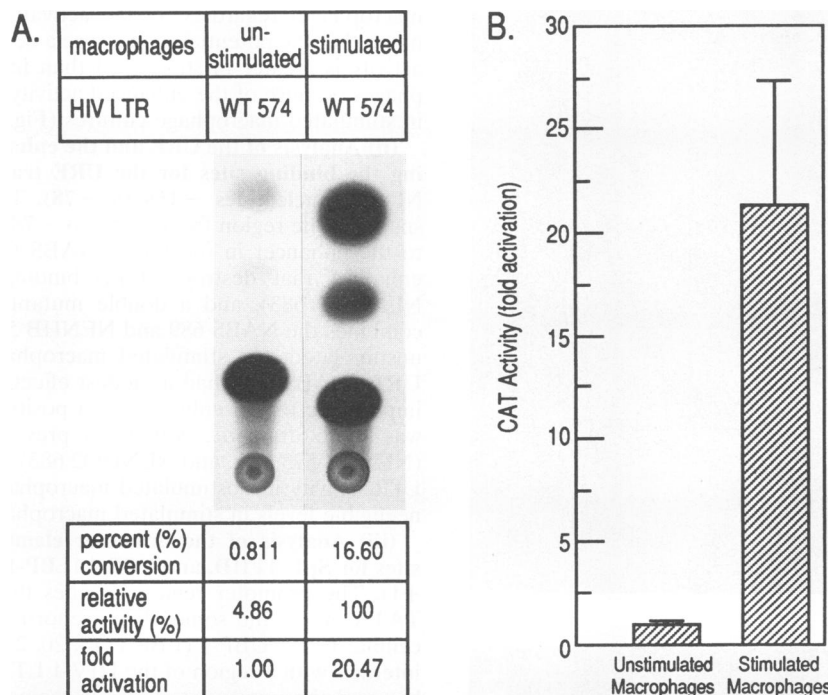 A.
macrophages un-stimulated stimulated
HIV LTR WT 574 WT 574
percent (%) conversion 0.811 16.60
relative activity (%) 4.86 100
fold activation 1.00 20.47
B.
CAT Activity (fold activation)
30
25
20
15
10
5
0
Unstimulated Macrophages
Stimulated Macrophages